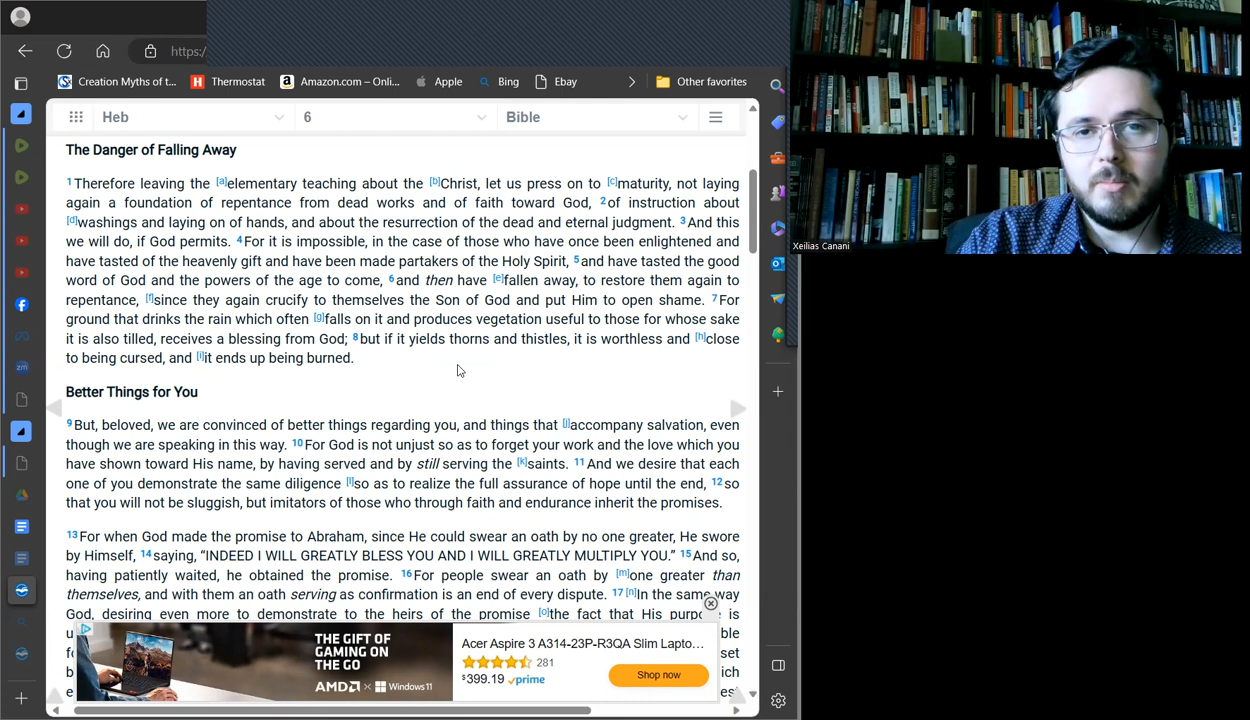 https:/
Creation Myths of t...
Thermostat
Amazon.com – Onli...
Apple
Bing
Ebay
Other favorites
Heb
6
Bible
Xeilias Canani
The Danger of Falling Away
1 Therefore leaving the [a]elementary teaching about the [b]Christ, let us press on to [c]maturity, not laying
again a foundation of repentance from dead works and of faith toward God, 2 of instruction about
[d]washings and laying on of hands, and about the resurrection of the dead and eternal judgment. 3 And this
we will do, if God permits. 4 For it is impossible, in the case of those who have once been enlightened and
have tasted of the heavenly gift and have been made partakers of the Holy Spirit, 5 and have tasted the good
word of God and the powers of the age to come, 6 and then have [e]fallen away, to restore them again to
repentance, [f]since they again crucify to themselves the Son of God and put Him to open shame. 7 For
ground that drinks the rain which often [g]falls on it and produces vegetation useful to those for whose sake
it is also tilled, receives a blessing from God; 8 but if it yields thorns and thistles, it is worthless and [h]close
to being cursed, and [i]it ends up being burned.
Better Things for You
9 But, beloved, we are convinced of better things regarding you, and things that [j]accompany salvation, even
though we are speaking in this way. 10 For God is not unjust so as to forget your work and the love which you
have shown toward His name, by having served and by still serving the [k]saints. 11 And we desire that each
one of you demonstrate the same diligence [l]so as to realize the full assurance of hope until the end, 12 so
that you will not be sluggish, but imitators of those who through faith and endurance inherit the promises.
13 For when God made the promise to Abraham, since He could swear an oath by no one greater, He swore
by Himself, 14 saying, “INDEED I WILL GREATLY BLESS YOU AND I WILL GREATLY MULTIPLY YOU.” 15 And so,
having patiently waited, he obtained the promise. 16 For people swear an oath by [m]one greater than
themselves, and with them an oath serving as confirmation is an end of every dispute. 17 [n]In the same way
God, desiring even more to demonstrate to the heirs of the promise [o]the fact that His purpo e is
THE GIFT OF
GAMING ON
THE GO
AMD x Windows 11
Acer Aspire 3 A314-23P-R3QA Slim Lapto...
281
$399.19 prime
Shop now